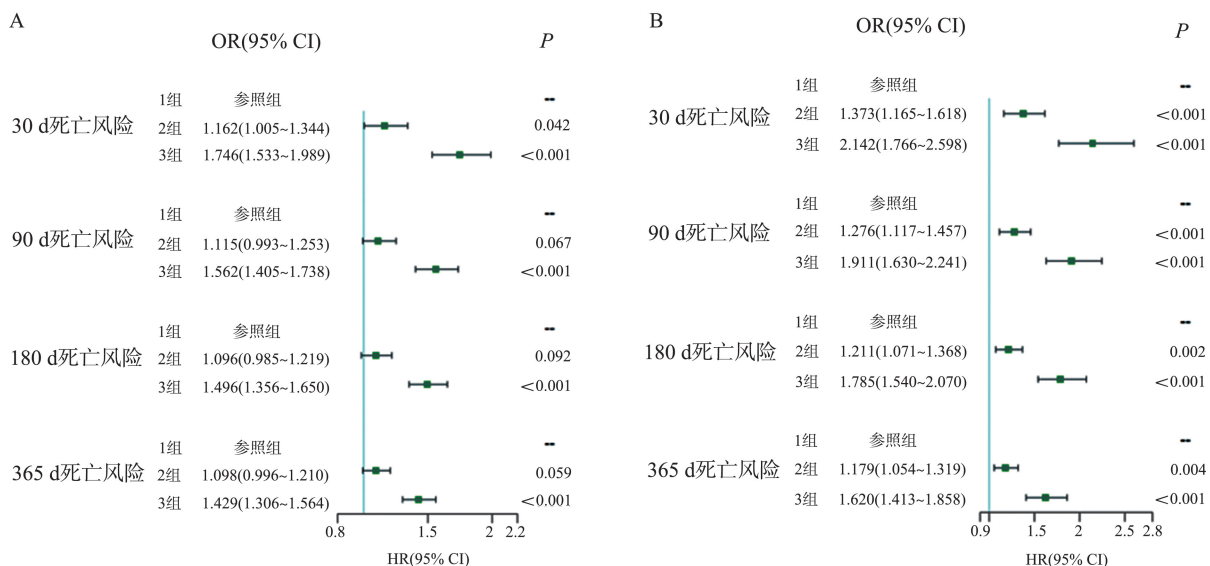 A
OR(95% CI) P
1组 参照组 --
30 d死亡风险 2组 1.162(1.005~1.344) 0.042
3组 1.746(1.533~1.989) <0.001
1组 参照组 --
90 d死亡风险 2组 1.115(0.993~1.253) 0.067
3组 1.562(1.405~1.738) <0.001
1组 参照组 --
180 d死亡风险 2组 1.096(0.985~1.219) 0.092
3组 1.496(1.356~1.650) <0.001
1组 参照组 --
365 d死亡风险 2组 1.098(0.996~1.210) 0.059
3组 1.429(1.306~1.564) <0.001
0.8 1.5 2 2.2
HR(95% CI)
B
OR(95% CI) P
1组 参照组 --
30 d死亡风险 2组 1.373(1.165~1.618) <0.001
3组 2.142(1.766~2.598) <0.001
1组 参照组 --
90 d死亡风险 2组 1.276(1.117~1.457) <0.001
3组 1.911(1.630~2.241) <0.001
1组 参照组 --
180 d死亡风险 2组 1.211(1.071~1.368) 0.002
3组 1.785(1.540~2.070) <0.001
1组 参照组 --
365 d死亡风险 2组 1.179(1.054~1.319) 0.004
3组 1.620(1.413~1.858) <0.001
0.9 1.5 2 2.5 2.8
HR(95% CI)